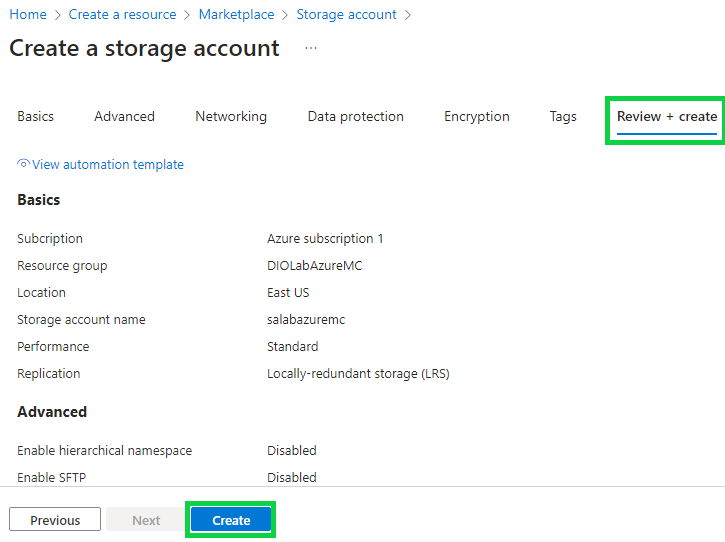 Home > Create a resource > Marketplace > Storage account >
Create a storage account ...
Basics Advanced Networking Data protection Encryption Tags Review + create
View automation template
Basics
Subcription Azure subscription 1
Resource group DIOLabAzureMC
Location East US
Storage account name salabazuremc
Performance Standard
Replication Locally-redundant storage (LRS)
Advanced
Enable hierarchical namespace Disabled
Enable SFTP Disabled
Previous Next Create